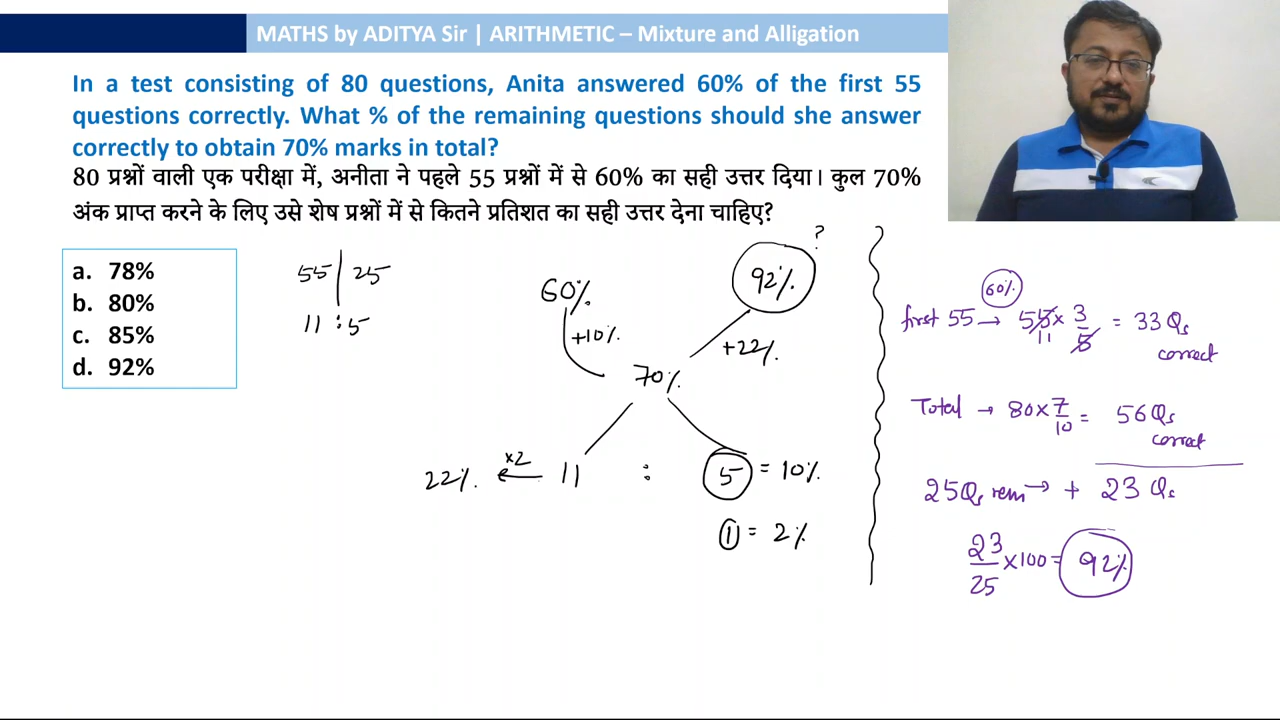 MATHS by ADITYA Sir | ARITHMETIC – Mixture and Alligation
In a test consisting of 80 questions, Anita answered 60% of the first 55
questions correctly. What % of the remaining questions should she answer
correctly to obtain 70% marks in total?
80 प्रश्नों वाली एक परीक्षा में, अनीता ने पहले 55 प्रश्नों में से 60% का सही उत्तर दिया। कुल 70%
अंक प्राप्त करने के लिए उसे शेष प्रश्नों में से कितने प्रतिशत का सही उत्तर देना चाहिए?
a. 78%
b. 80%
c. 85%
d. 92%
55 | 25
11 : 5
60%
92%
?
+10%
+22%
70%
22% ×2 ← 11 : 5 = 10%
1 = 2%
60%
first 55 → 55 × 3/5 = 33 Qs
11
correct
Total → 80 × 7/10 = 56 Qs
correct
25 Qs rem → + 23 Qs
23/25 × 100 = 92%